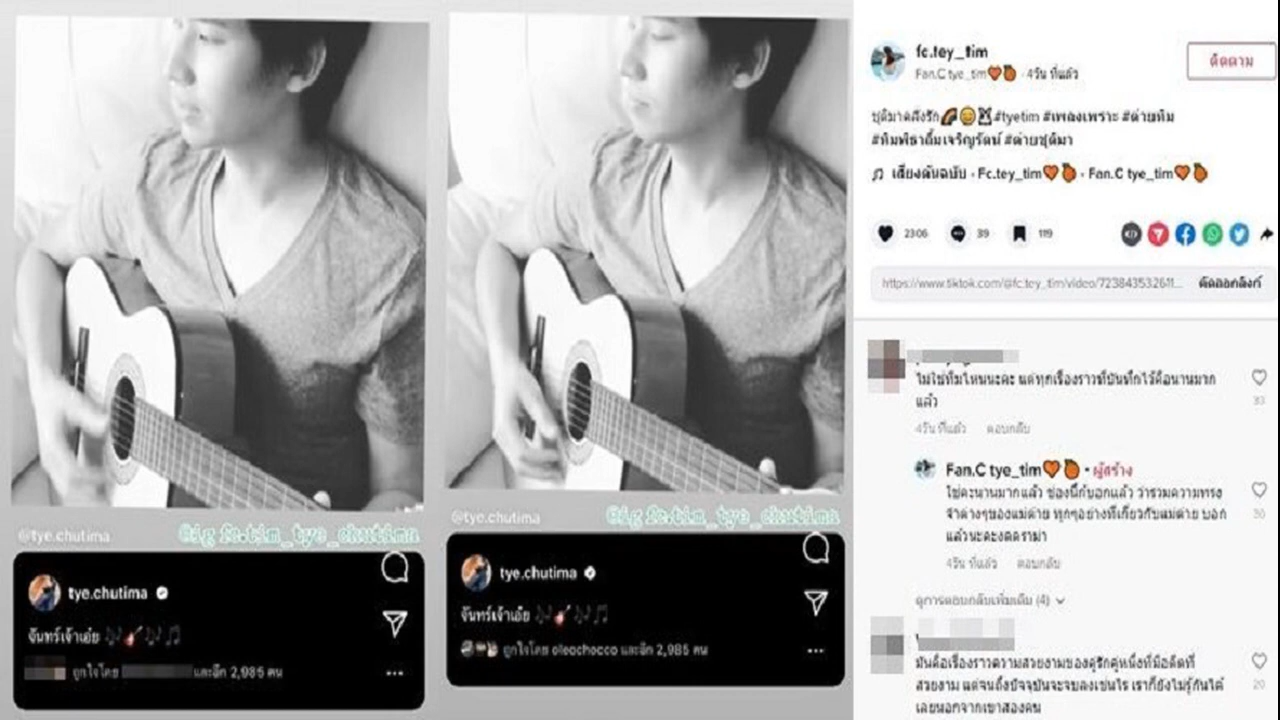 @tye.chutima
@ig fc.tim_tye_chutima
tye.chutima
จันทร์เจ้าเอ๋ย
ถูกใจโดย และอีก 2,985 คน
@tye.chutima
@ig fc.tim_tye_chutima
tye.chutima
จันทร์เจ้าเอ๋ย
ถูกใจโดย oleachocco และอีก 2,985 คน
fc.tey_tim
Fan.C tye_tim🧡🍊 · 4วัน ที่แล้ว
ติดตาม
#tyetim #เพลงเพราะ #ต่ายทิม
#ทิมพิธาลิ้มเจริญรัตน์ #ต่ายชุติมา
เสียงต้นฉบับ - Fc.tey_tim🧡🍊 - Fan.C tye_tim🧡🍊
2306 39 119
https://www.tiktok.com/@fc.tey_tim/video/723843532611... คัดลอกลิงก์
ไม่ใช่ทีมไหนนะคะ แต่ทุกเรื่องราวที่บันทึกไว้คือนานมาก
แล้ว
33
4วัน ที่แล้ว ตอบกลับ
Fan.C tye_tim🧡🍊 · ผู้สร้าง
ใช่คะนานมากแล้ว ช่องนี้ก็บอกแล้ว ว่ารวมความทรง
จำต่างๆของแม่ต่าย ทุกๆอย่างที่เกี่ยวกับแม่ต่าย บอก
แล้วนะคะงดดราม่า
30
4วัน ที่แล้ว ตอบกลับ
ดูการตอบกลับเพิ่มเติม (4)
มันคือเรื่องราวความสวยงามของคู่รักคู่หนึ่งที่มีอดีตที่
สวยงาม แต่จนถึงปัจจุบันจะจบลงเช่นไร เราก็ยังไม่รู้กันได้
เลยนอกจากเขาสองคน
20